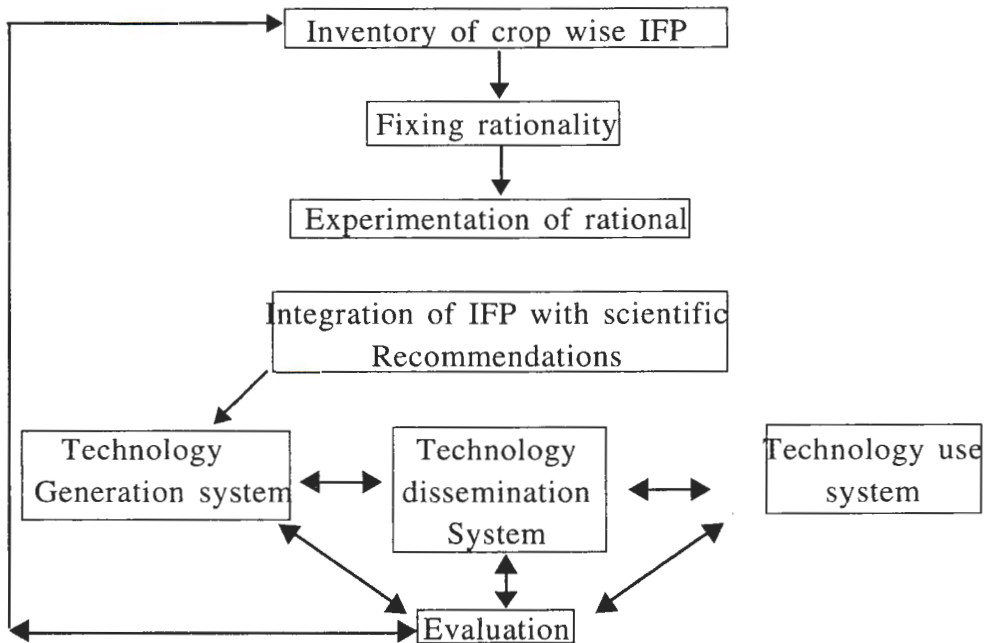 Inventory of crop wise IFP
Fixing rationality
Experimentation of rational
Integration of IFP with scientific
Recommendations
Technology
Generation system
Technology
dissemination
System
Technology use
system
Evaluation